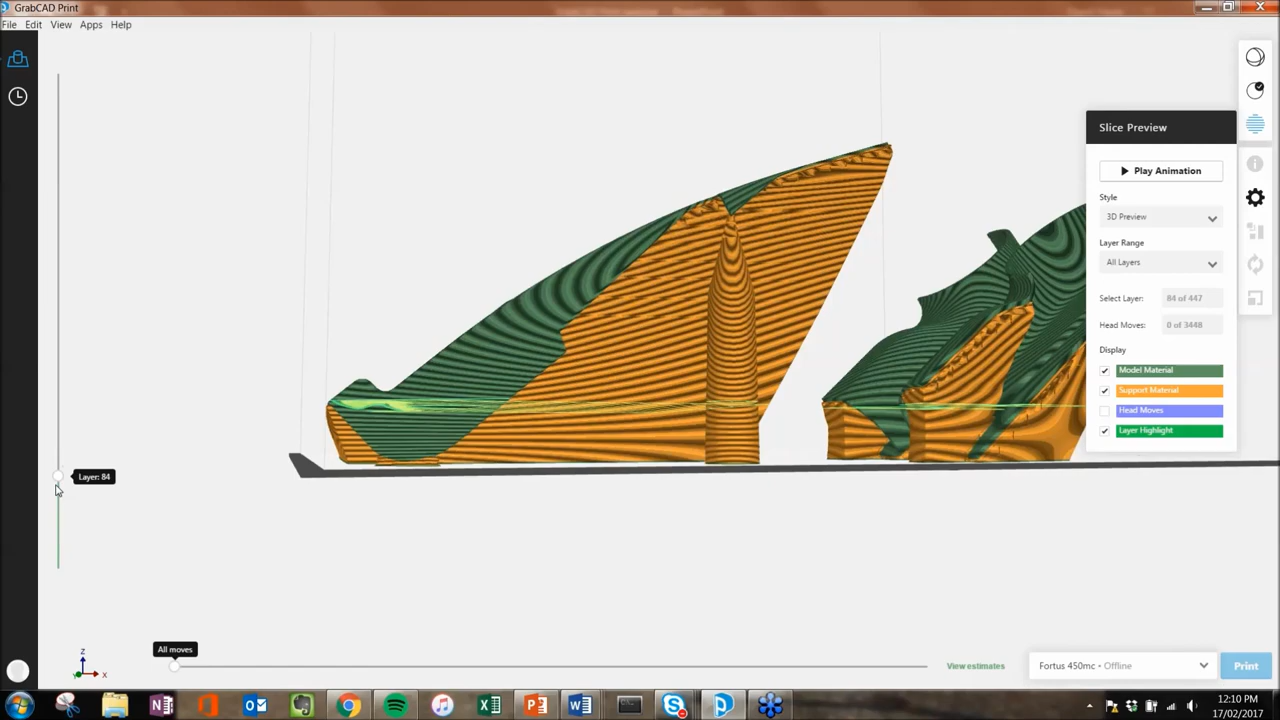 GrabCAD Print
File Edit View Apps Help
Slice Preview
Play Animation
Style
3D Preview
Layer Range
All Layers
Select Layer: 84 of 447
Head Moves: 0 of 3448
Display
Model Material
Support Material
Head Moves
Layer Highlight
Layer: 84
All moves
View estimates
Fortus 450mc • Offline
Print
Z
Y
X
12:10 PM
17/02/2017